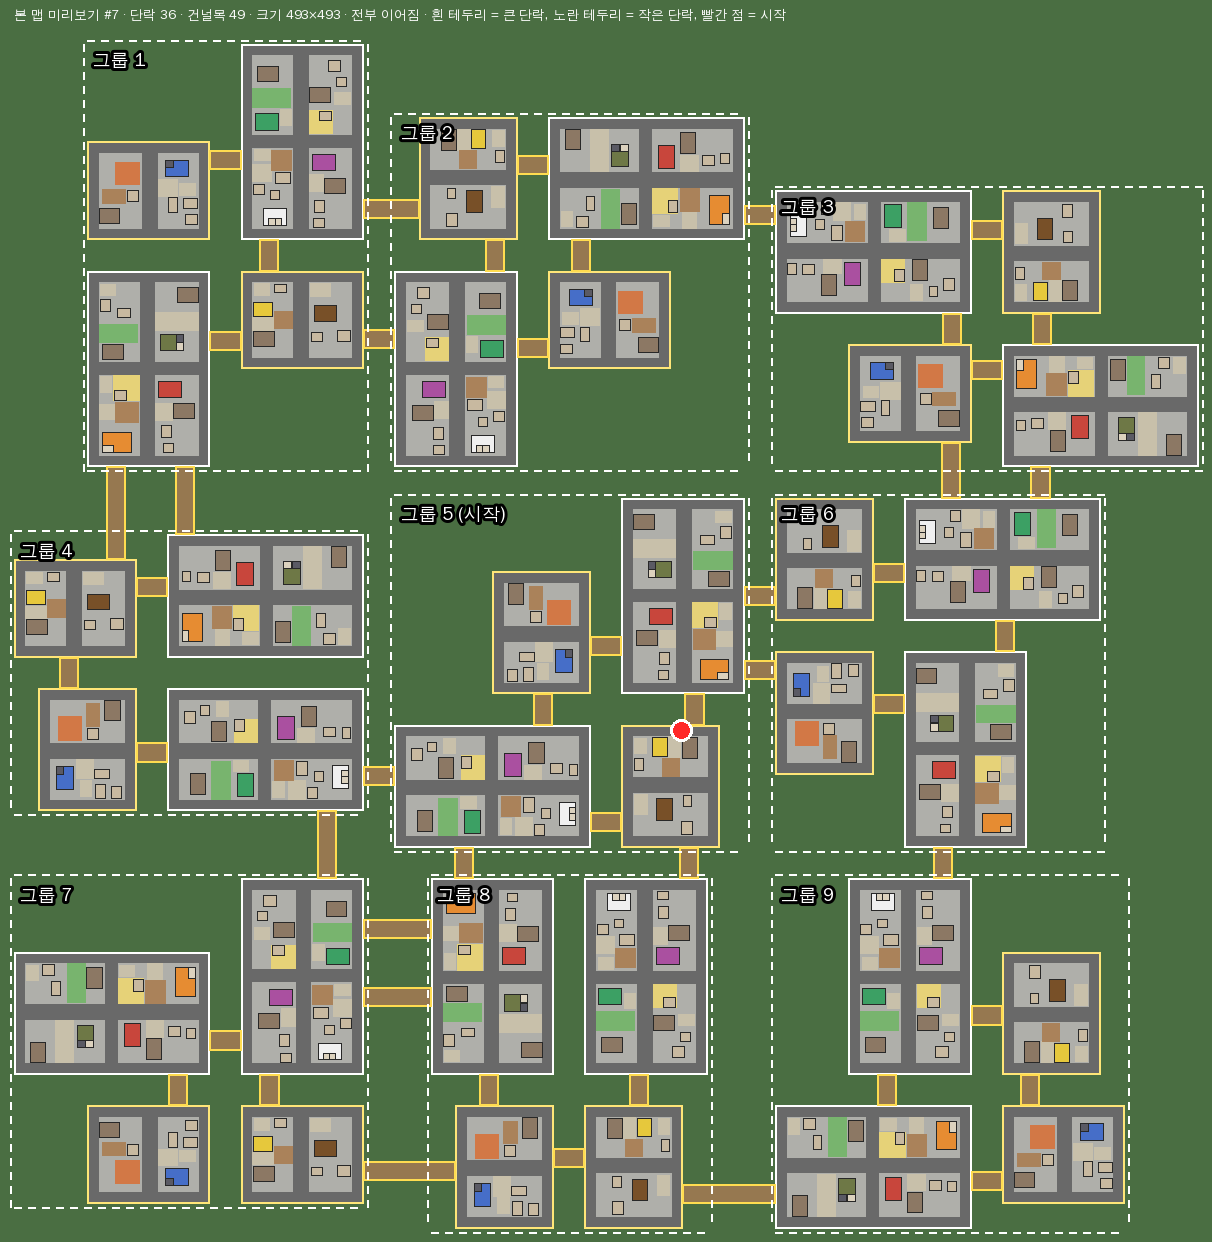 본 맵 미리보기 #7 · 단락 36 · 건널목 49 · 크기 493×493 · 전부 이어짐 · 흰 테두리 = 큰 단락, 노란 테두리 = 작은 단락, 빨간 점 = 시작
그룹 1
그룹 2
그룹 3
그룹 4
그룹 5 (시작)
그룹 6
그룹 7
그룹 8
그룹 9